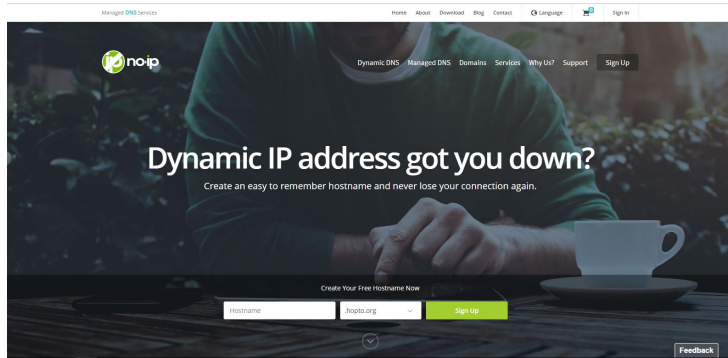 Managed DNS Services
Home About Download Blog Contact Language 0 Sign In
no-ip
Dynamic DNS Managed DNS Domains Services Why Us? Support Sign Up
Dynamic IP address got you down?
Create an easy to remember hostname and never lose your connection again.
Create Your Free Hostname Now
Hostname .hopto.org Sign Up
Feedback